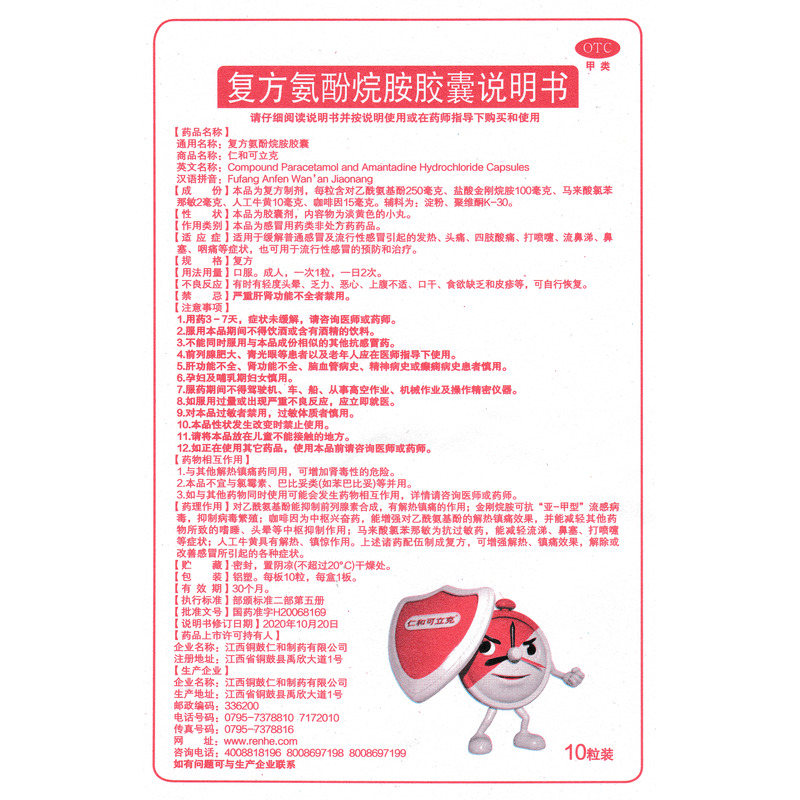 OTC
甲类
复方氨酚烷胺胶囊说明书
请仔细阅读说明书并按说明使用或在药师指导下购买和使用
【药品名称】
通用名称：复方氨酚烷胺胶囊
商品名称：仁和可立克
英文名称：Compound Paracetamol and Amantadine Hydrochloride Capsules
汉语拼音：Fufang Anfen Wan'an Jiaonang
【成　　份】本品为复方制剂，每粒含对乙酰氨基酚250毫克、盐酸金刚烷胺100毫克、马来酸氯苯
那敏2毫克、人工牛黄10毫克、咖啡因15毫克。辅料为：淀粉、聚维酮K-30。
【性　　状】本品为胶囊剂，内容物为淡黄色的小丸。
【作用类别】本品为感冒用药类非处方药药品。
【适 应 症】适用于缓解普通感冒及流行性感冒引起的发热、头痛、四肢酸痛、打喷嚏、流鼻涕、鼻
塞、咽痛等症状，也可用于流行性感冒的预防和治疗。
【规　　格】复方
【用法用量】口服。成人，一次1粒，一日2次。
【不良反应】有时有轻度头晕、乏力、恶心、上腹不适、口干、食欲缺乏和皮疹等，可自行恢复。
【禁　　忌】严重肝肾功能不全者禁用。
【注意事项】
1.用药3－7天，症状未缓解，请咨询医师或药师。
2.服用本品期间不得饮酒或含有酒精的饮料。
3.不能同时服用与本品成份相似的其他抗感冒药。
4.前列腺肥大、青光眼等患者以及老年人应在医师指导下使用。
5.肝功能不全、肾功能不全、脑血管病史、精神病史或癫痫病史患者慎用。
6.孕妇及哺乳期妇女慎用。
7.服药期间不得驾驶机、车、船、从事高空作业、机械作业及操作精密仪器。
8.如服用过量或出现严重不良反应，应立即就医。
9.对本品过敏者禁用，过敏体质者慎用。
10.本品性状发生改变时禁止使用。
11.请将本品放在儿童不能接触的地方。
12.如正在使用其它药品，使用本品前请咨询医师或药师。
【药物相互作用】
1.与其他解热镇痛药同用，可增加肾毒性的危险。
2.本品不宜与氯霉素、巴比妥类(如苯巴比妥)等并用。
3.如与其他药物同时使用可能会发生药物相互作用，详情请咨询医师或药师。
【药理作用】对乙酰氨基酚能抑制前列腺素合成，有解热镇痛的作用；金刚烷胺可抗“亚-甲型”流感病
毒，抑制病毒繁殖；咖啡因为中枢兴奋药，能增强对乙酰氨基酚的解热镇痛效果，并能减轻其他药
物所致的嗜睡、头晕等中枢抑制作用；马来酸氯苯那敏为抗过敏药，能减轻流涕、鼻塞、打喷嚏
等症状；人工牛黄具有解热、镇惊作用。上述诸药配伍制成复方，可增强解热、镇痛效果，解除或
改善感冒所引起的各种症状。
【贮　　藏】密封，置阴凉(不超过20℃)干燥处。
【包　　装】铝塑。每板10粒，每盒1板。
【有 效 期】30个月。
【执行标准】部颁标准二部第五册
【批准文号】国药准字H20068169
【说明书修订日期】2020年10月20日
【药品上市许可持有人】
企业名称：江西铜鼓仁和制药有限公司
注册地址：江西省铜鼓县禹欣大道1号
【生产企业】
企业名称：江西铜鼓仁和制药有限公司
生产地址：江西省铜鼓县禹欣大道1号
邮政编码：336200
电话号码：0795-7378810 7172010
传真号码：0795-7378816
网　　址：www.renhe.com
咨询电话：4008818196 8008697198 8008697199
如有问题可与生产企业联系
仁和可立克
10粒装